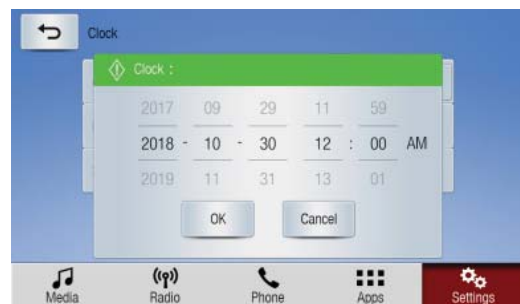 Clock
Clock :
2017 09 29 11 59
2018 - 10 - 30 12 : 00 AM
2019 11 31 13 01
OK Cancel
Media Radio Phone Apps Settings